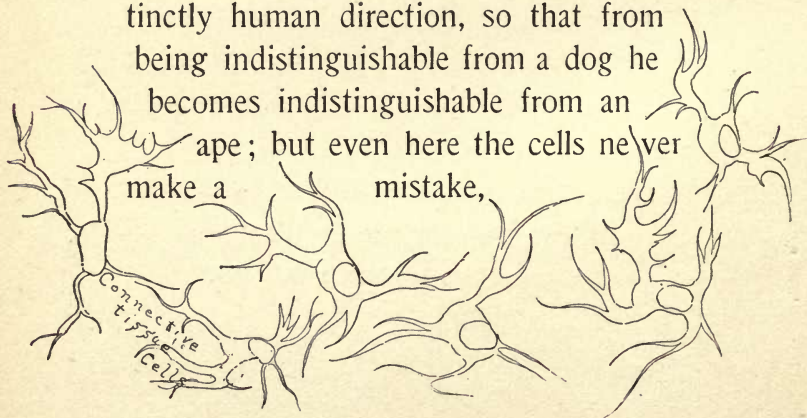 tinctly human direction, so that from
being indistinguishable from a dog he
becomes indistinguishable from an
ape; but even here the cells never
make a mistake,
Connective
tissue
Cells